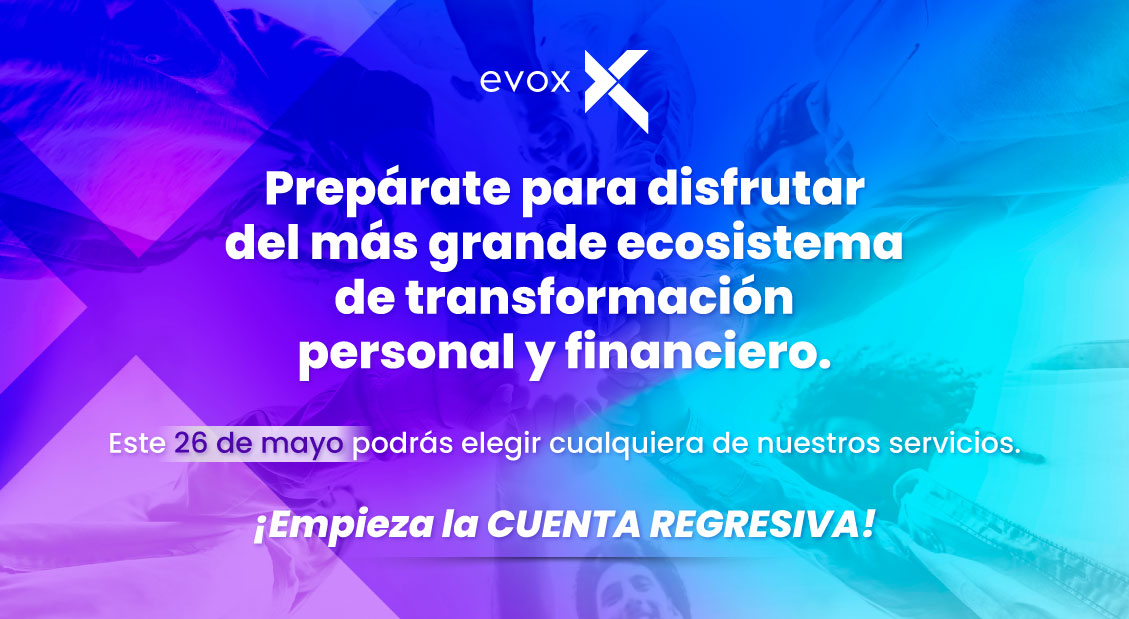 evox
Prepárate para disfrutar
del más grande ecosistema
de transformación
personal y financiero.
Este 26 de mayo podrás elegir cualquiera de nuestros servicios.
¡Empieza la CUENTA REGRESIVA!